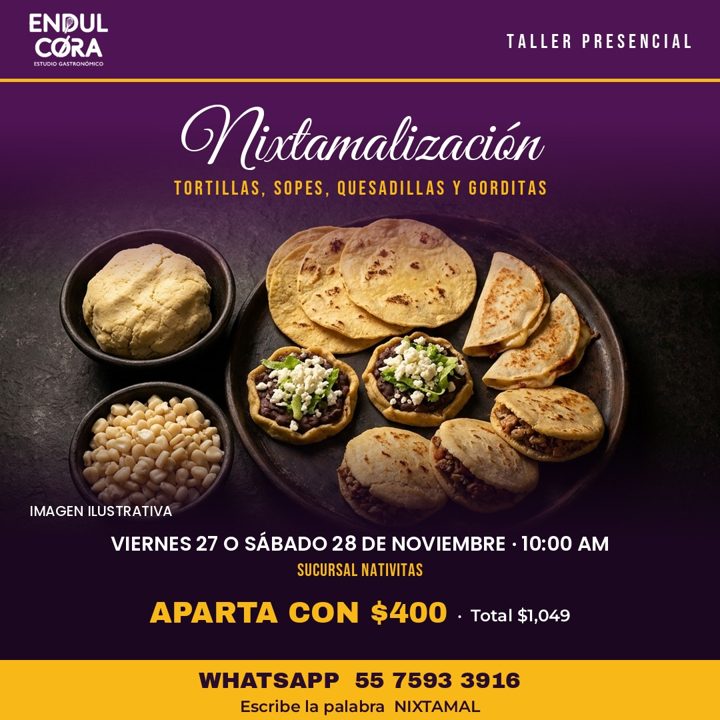 ENDUL
CØRA
ESTUDIO GASTRONÓMICO
TALLER PRESENCIAL
Nixtamalización
TORTILLAS, SOPES, QUESADILLAS Y GORDITAS
IMAGEN ILUSTRATIVA
VIERNES 27 O SÁBADO 28 DE NOVIEMBRE · 10:00 AM
SUCURSAL NATIVITAS
APARTA CON $400 · Total $1,049
WHATSAPP 55 7593 3916
Escribe la palabra NIXTAMAL